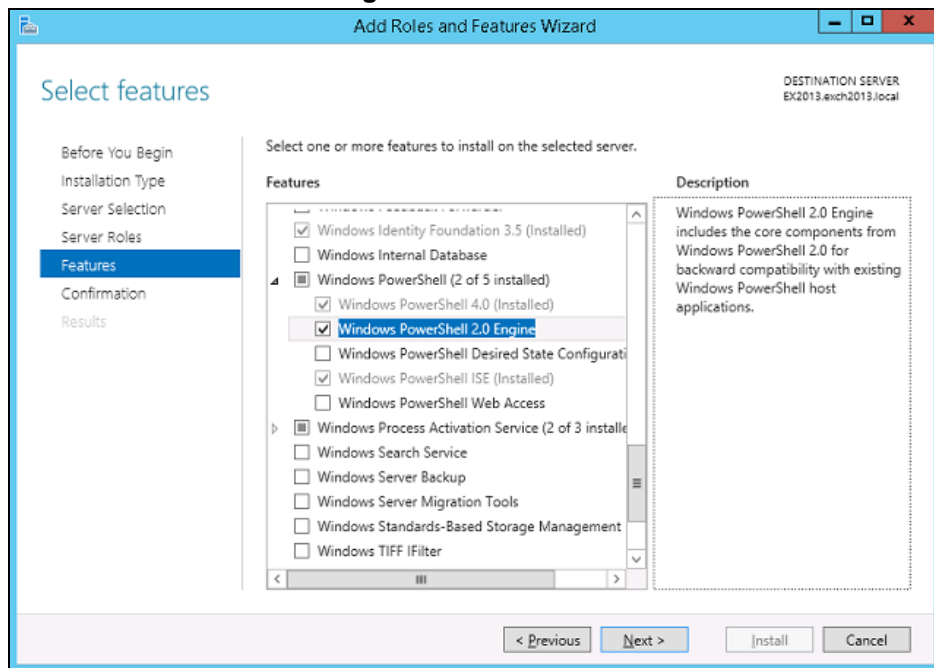 Add Roles and Features Wizard
Select features
DESTINATION SERVER
EX2013.exch2013.local
Before You Begin
Installation Type
Server Selection
Server Roles
Features
Confirmation
Results
Select one or more features to install on the selected server.
Features
Windows Identity Foundation 3.5 (Installed)
Windows Internal Database
Windows PowerShell (2 of 5 installed)
Windows PowerShell 4.0 (Installed)
Windows PowerShell 2.0 Engine
Windows PowerShell Desired State Configurati
Windows PowerShell ISE (Installed)
Windows PowerShell Web Access
Windows Process Activation Service (2 of 3 installe
Windows Search Service
Windows Server Backup
Windows Server Migration Tools
Windows Standards-Based Storage Management
Windows TIFF IFilter
Description
Windows PowerShell 2.0 Engine
includes the core components from
Windows PowerShell 2.0 for
backward compatibility with existing
Windows PowerShell host
applications.
< Previous
Next >
Install
Cancel